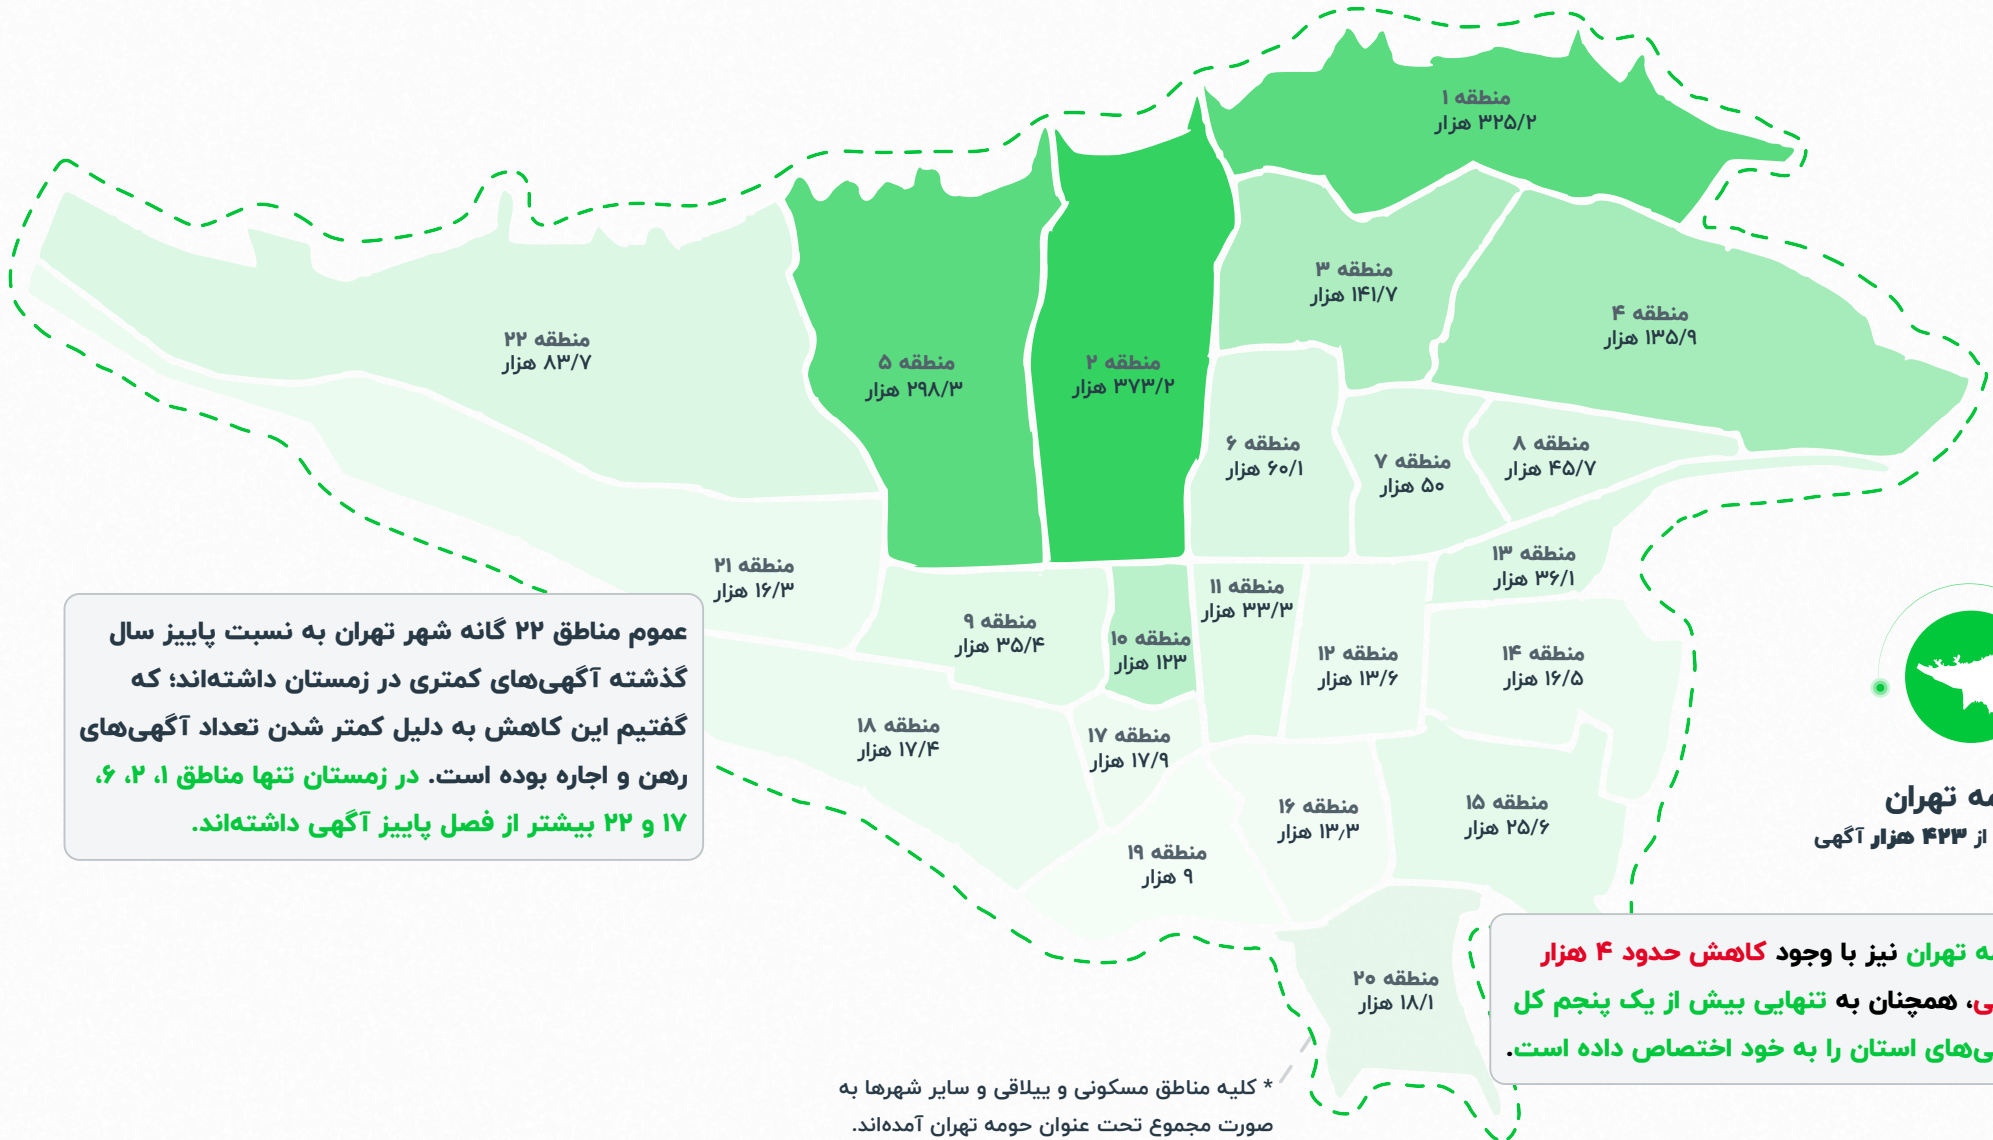 منطقه ۱
۳۲۵/۲ هزار
منطقه ۳
۱۴۱/۷ هزار
منطقه ۴
۱۳۵/۹ هزار
منطقه ۲۲
۸۳/۷ هزار
منطقه ۵
۲۹۸/۳ هزار
منطقه ۲
۳۷۳/۲ هزار
منطقه ۶
۶۰/۱ هزار
منطقه ۷
۵۰ هزار
منطقه ۸
۴۵/۷ هزار
منطقه ۱۳
۳۶/۱ هزار
منطقه ۲۱
۱۶/۳ هزار
منطقه ۹
۳۵/۴ هزار
منطقه ۱۰
۱۲۳ هزار
منطقه ۱۱
۳۳/۳ هزار
منطقه ۱۲
۱۳/۶ هزار
منطقه ۱۴
۱۶/۵ هزار
منطقه ۱۸
۱۷/۴ هزار
منطقه ۱۷
۱۷/۹ هزار
منطقه ۱۶
۱۳٫۳ هزار
منطقه ۱۵
۲۵/۶ هزار
منطقه ۱۹
۹ هزار
منطقه ۲۰
۱۸/۱ هزار
عموم مناطق ۲۲ گانه شهر تهران به نسبت پاییز سال
گذشته آگهی‌های کمتری در زمستان داشته‌اند؛ که
گفتیم این کاهش به دلیل کمتر شدن تعداد آگهی‌های
رهن و اجاره بوده است. در زمستان تنها مناطق ۱، ۲، ۶،
۱۷ و ۲۲ بیشتر از فصل پاییز آگهی داشته‌اند.
تهران
از ۴۲۳ هزار آگهی
تهران نیز با وجود کاهش حدود ۴ هزار
، همچنان به تنهایی بیش از یک پنجم کل
استان را به خود اختصاص داده است.
* کلیه مناطق مسکونی و ییلاقی و سایر شهرها به
صورت مجموع تحت عنوان حومه تهران آمده‌اند.